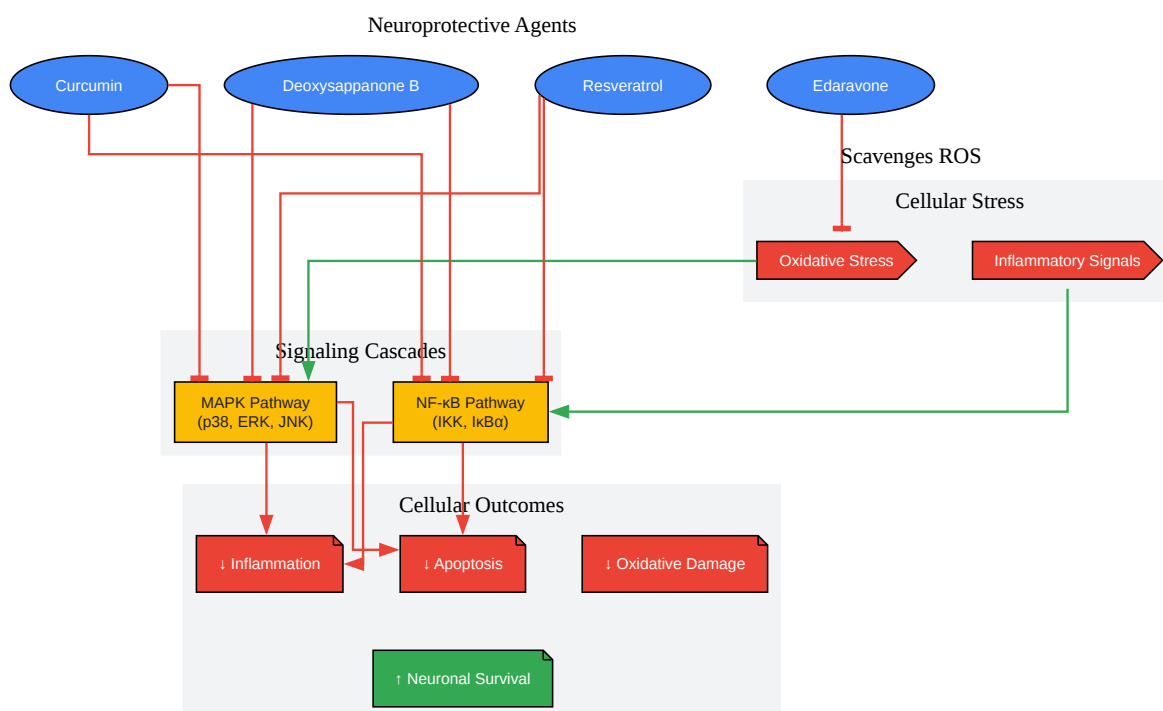 Neuroprotective Agents
Curcumin
Deoxysappanone B
Resveratrol
Edaravone
Scavenges ROS
Cellular Stress
Oxidative Stress
Inflammatory Signals
Signaling Cascades
MAPK Pathway
(p38, ERK, JNK)
NF-κB Pathway
(IKK, IκBα)
Cellular Outcomes
↓ Inflammation
↓ Apoptosis
↓ Oxidative Damage
↑ Neuronal Survival